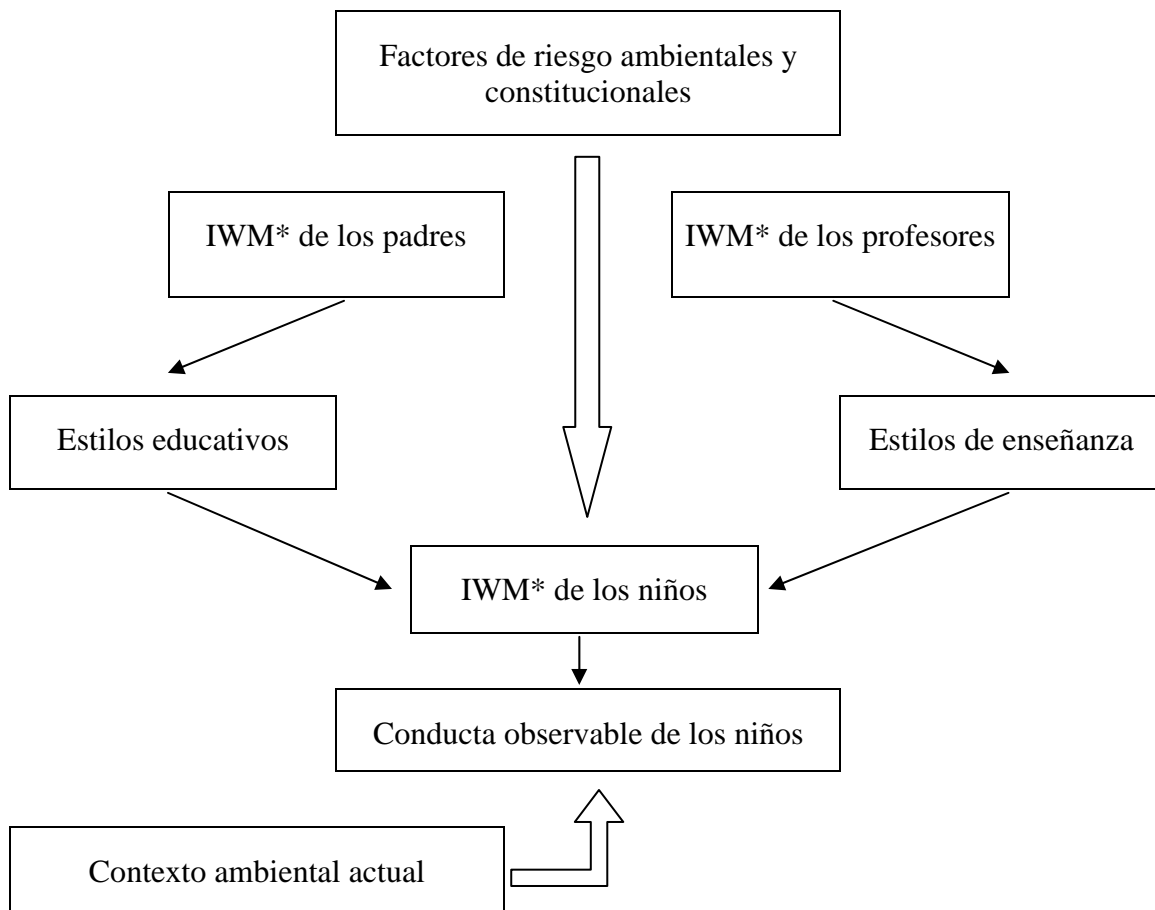 Factores de riesgo ambientales y
constitucionales
IWM* de los padres
IWM* de los profesores
Estilos educativos
Estilos de enseñanza
IWM* de los niños
Conducta observable de los niños
Contexto ambiental actual